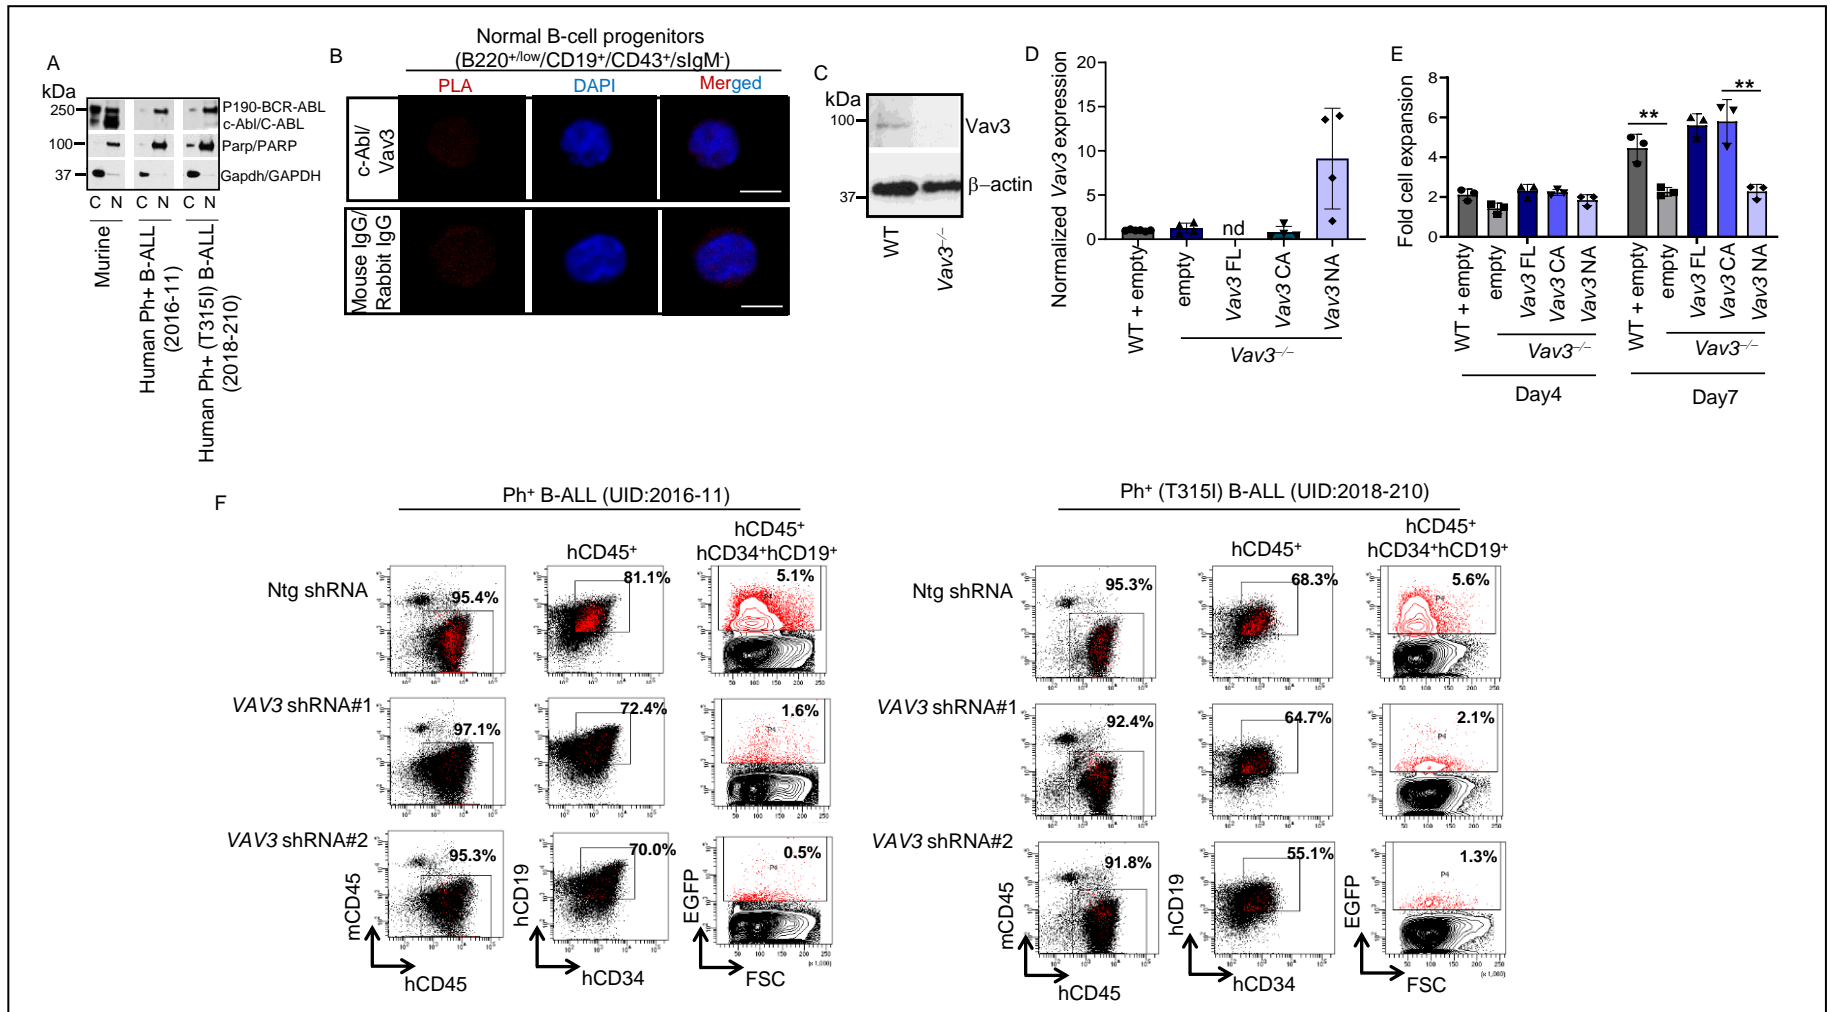 A
kDa
250
100
37
P190-BCR-ABL
c-Abl/C-ABL
Parp/PARP
Gapdh/GAPDH
C N C N C N
Murine
Human Ph+ B-ALL
(2016-11)
Human Ph+ (T315I) B-ALL
(2018-210)
B
Normal B-cell progenitors
(B220+/low/CD19+/CD43+/sIgM-)
PLA DAPI Merged
c-Abl/
Vav3
Mouse IgG/
Rabbit IgG
C
kDa
100
37
Vav3
β–actin
WT
Vav3–/–
D
Normalized Vav3 expression
20
15
10
5
0
nd
WT + empty
empty
Vav3 FL
Vav3 CA
Vav3 NA
Vav3–/–
E
Fold cell expansion
8
6
4
2
0
** **
WT + empty
empty
Vav3 FL
Vav3 CA
Vav3 NA
WT + empty
empty
Vav3 FL
Vav3 CA
Vav3 NA
Vav3–/– Vav3–/–
Day4 Day7
F
Ph+ B-ALL (UID:2016-11)
hCD45+
hCD45+
hCD34+hCD19+
Ntg shRNA
95.4% 81.1% 5.1%
VAV3 shRNA#1
97.1% 72.4% 1.6%
VAV3 shRNA#2
95.3% 70.0% 0.5%
mCD45
hCD45
hCD19
hCD34
EGFP
FSC
Ph+ (T315I) B-ALL (UID:2018-210)
hCD45+
hCD45+
hCD34+hCD19+
Ntg shRNA
95.3% 68.3% 5.6%
VAV3 shRNA#1
92.4% 64.7% 2.1%
VAV3 shRNA#2
91.8% 55.1% 1.3%
mCD45
hCD45
hCD19
hCD34
EGFP
FSC